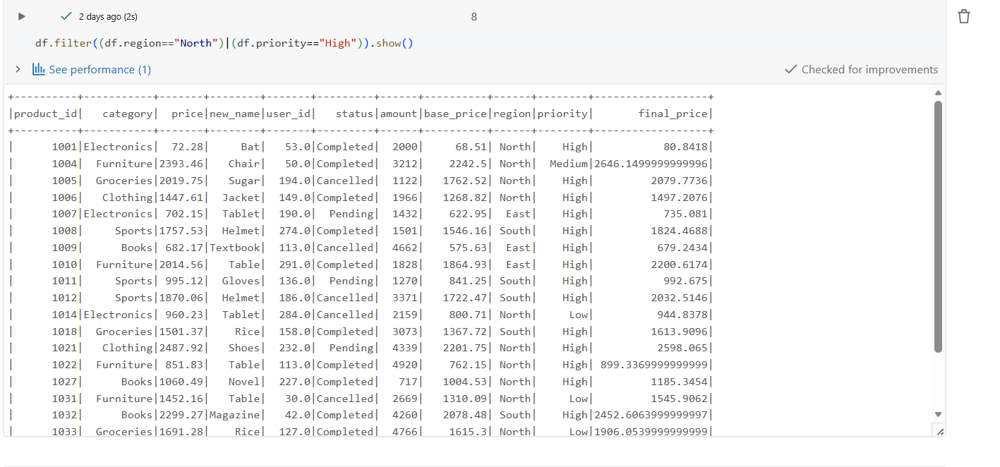 2 days ago (2s)
8
df.filter((df.region=="North")|(df.priority=="High")).show()
See performance (1)
Checked for improvements
+----------+-----------+-------+--------+-------+---------+------+----------+------+--------+------------------+
|product_id|   category|  price|new_name|user_id|   status|amount|base_price|region|priority|       final_price|
+----------+-----------+-------+--------+-------+---------+------+----------+------+--------+------------------+
|      1001|Electronics|  72.28|     Bat|   53.0|Completed|  2000|     68.51| North|    High|           80.8418|
|      1004|  Furniture|2393.46|   Chair|   50.0|Completed|  3212|    2242.5| North|  Medium|2646.1499999999996|
|      1005|  Groceries|2019.75|   Sugar|  194.0|Cancelled|  1122|   1762.52| North|    High|         2079.7736|
|      1006|   Clothing|1447.61|  Jacket|  149.0|Completed|  1966|   1268.82| North|    High|         1497.2076|
|      1007|Electronics| 702.15|  Tablet|  190.0|  Pending|  1432|    622.95|  East|    High|           735.081|
|      1008|     Sports|1757.53|  Helmet|  274.0|Completed|  1501|   1546.16| South|    High|         1824.4688|
|      1009|      Books| 682.17|Textbook|  113.0|Cancelled|  4662|    575.63|  East|    High|          679.2434|
|      1010|  Furniture|2014.56|   Table|  291.0|Completed|  1828|   1864.93|  East|    High|         2200.6174|
|      1011|     Sports| 995.12|  Gloves|  136.0|  Pending|  1270|    841.25| South|    High|           992.675|
|      1012|     Sports|1870.06|  Helmet|  186.0|Cancelled|  3371|   1722.47| South|    High|         2032.5146|
|      1014|Electronics| 960.23|  Tablet|  284.0|Cancelled|  2159|    800.71| North|     Low|          944.8378|
|      1018|  Groceries|1501.37|    Rice|  158.0|Completed|  3073|   1367.72| South|    High|         1613.9096|
|      1021|   Clothing|2487.92|   Shoes|  232.0|  Pending|  4339|   2201.75| North|    High|          2598.065|
|      1022|  Furniture| 851.83|   Table|  113.0|Completed|  4920|    762.15| North|    High| 899.3369999999999|
|      1027|      Books|1060.49|   Novel|  227.0|Completed|   717|   1004.53| North|    High|         1185.3454|
|      1031|  Furniture|1452.16|   Table|   30.0|Cancelled|  2669|   1310.09| North|     Low|         1545.9062|
|      1032|      Books|2299.27|Magazine|   42.0|Completed|  4260|   2078.48| South|    High|2452.6063999999997|
|      1033|  Groceries|1691.28|    Rice|  127.0|Completed|  4766|    1615.3| North|     Low|1906.0539999999999|